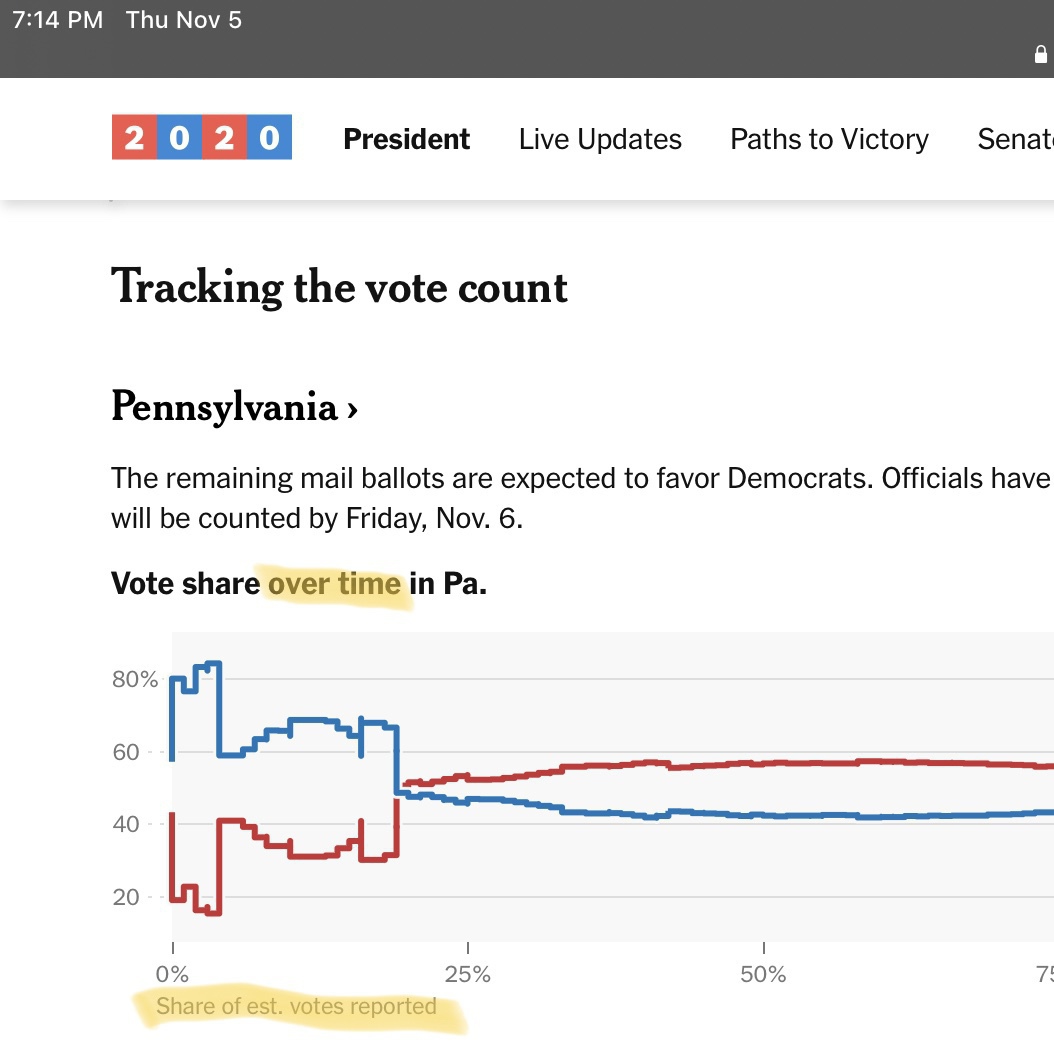 7:14 PM Thu Nov 5
2020 President Live Updates Paths to Victory Senat
Tracking the vote count
Pennsylvania ›
The remaining mail ballots are expected to favor Democrats. Officials have
will be counted by Friday, Nov. 6.
Vote share over time in Pa.
80%
60
40
20
0% 25% 50% 75
Share of est. votes reported